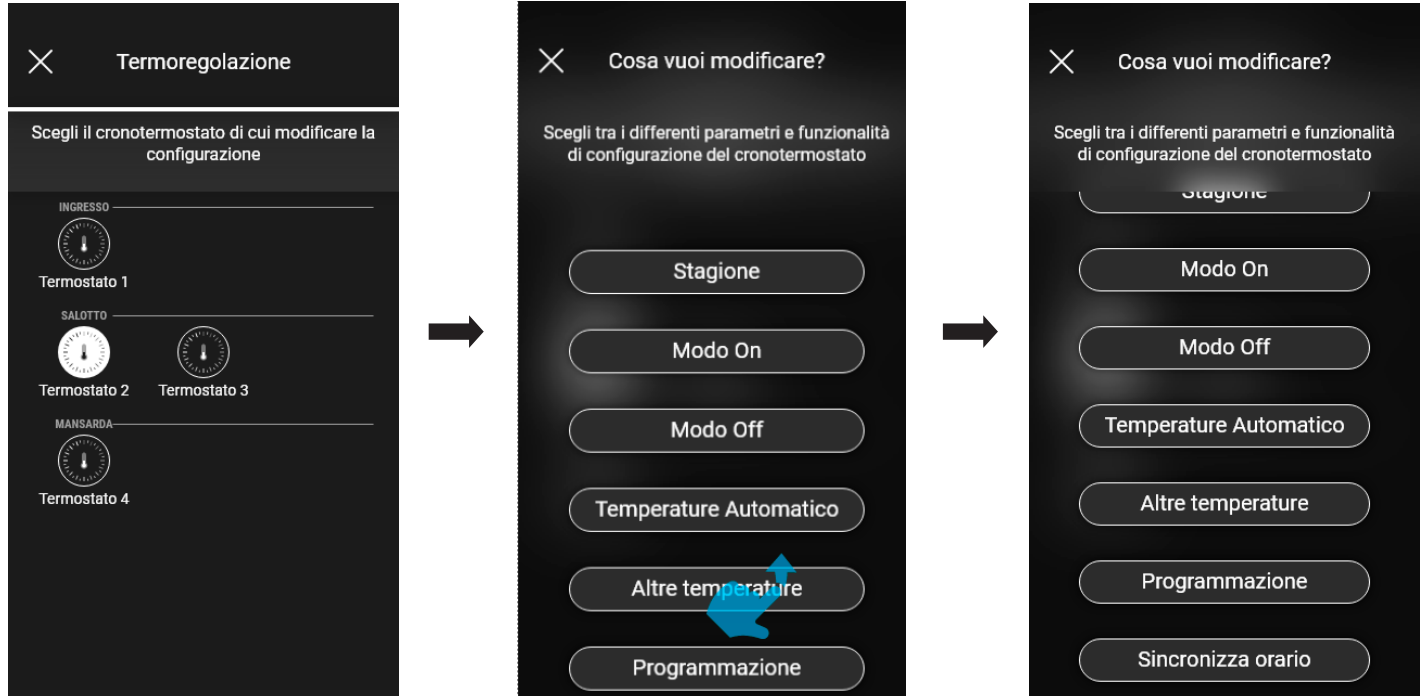 Termoregolazione
Scegli il cronotermostato di cui modificare la
configurazione
INGRESSO
Termostato 1
SALOTTO
Termostato 2
Termostato 3
MANSARDA
Termostato 4
Cosa vuoi modificare?
Scegli tra i differenti parametri e funzionalità
di configurazione del cronotermostato
Stagione
Modo On
Modo Off
Temperature Automatico
Altre temperature
Programmazione
Cosa vuoi modificare?
Scegli tra i differenti parametri e funzionalità
di configurazione del cronotermostato
Stagione
Modo On
Modo Off
Temperature Automatico
Altre temperature
Programmazione
Sincronizza orario